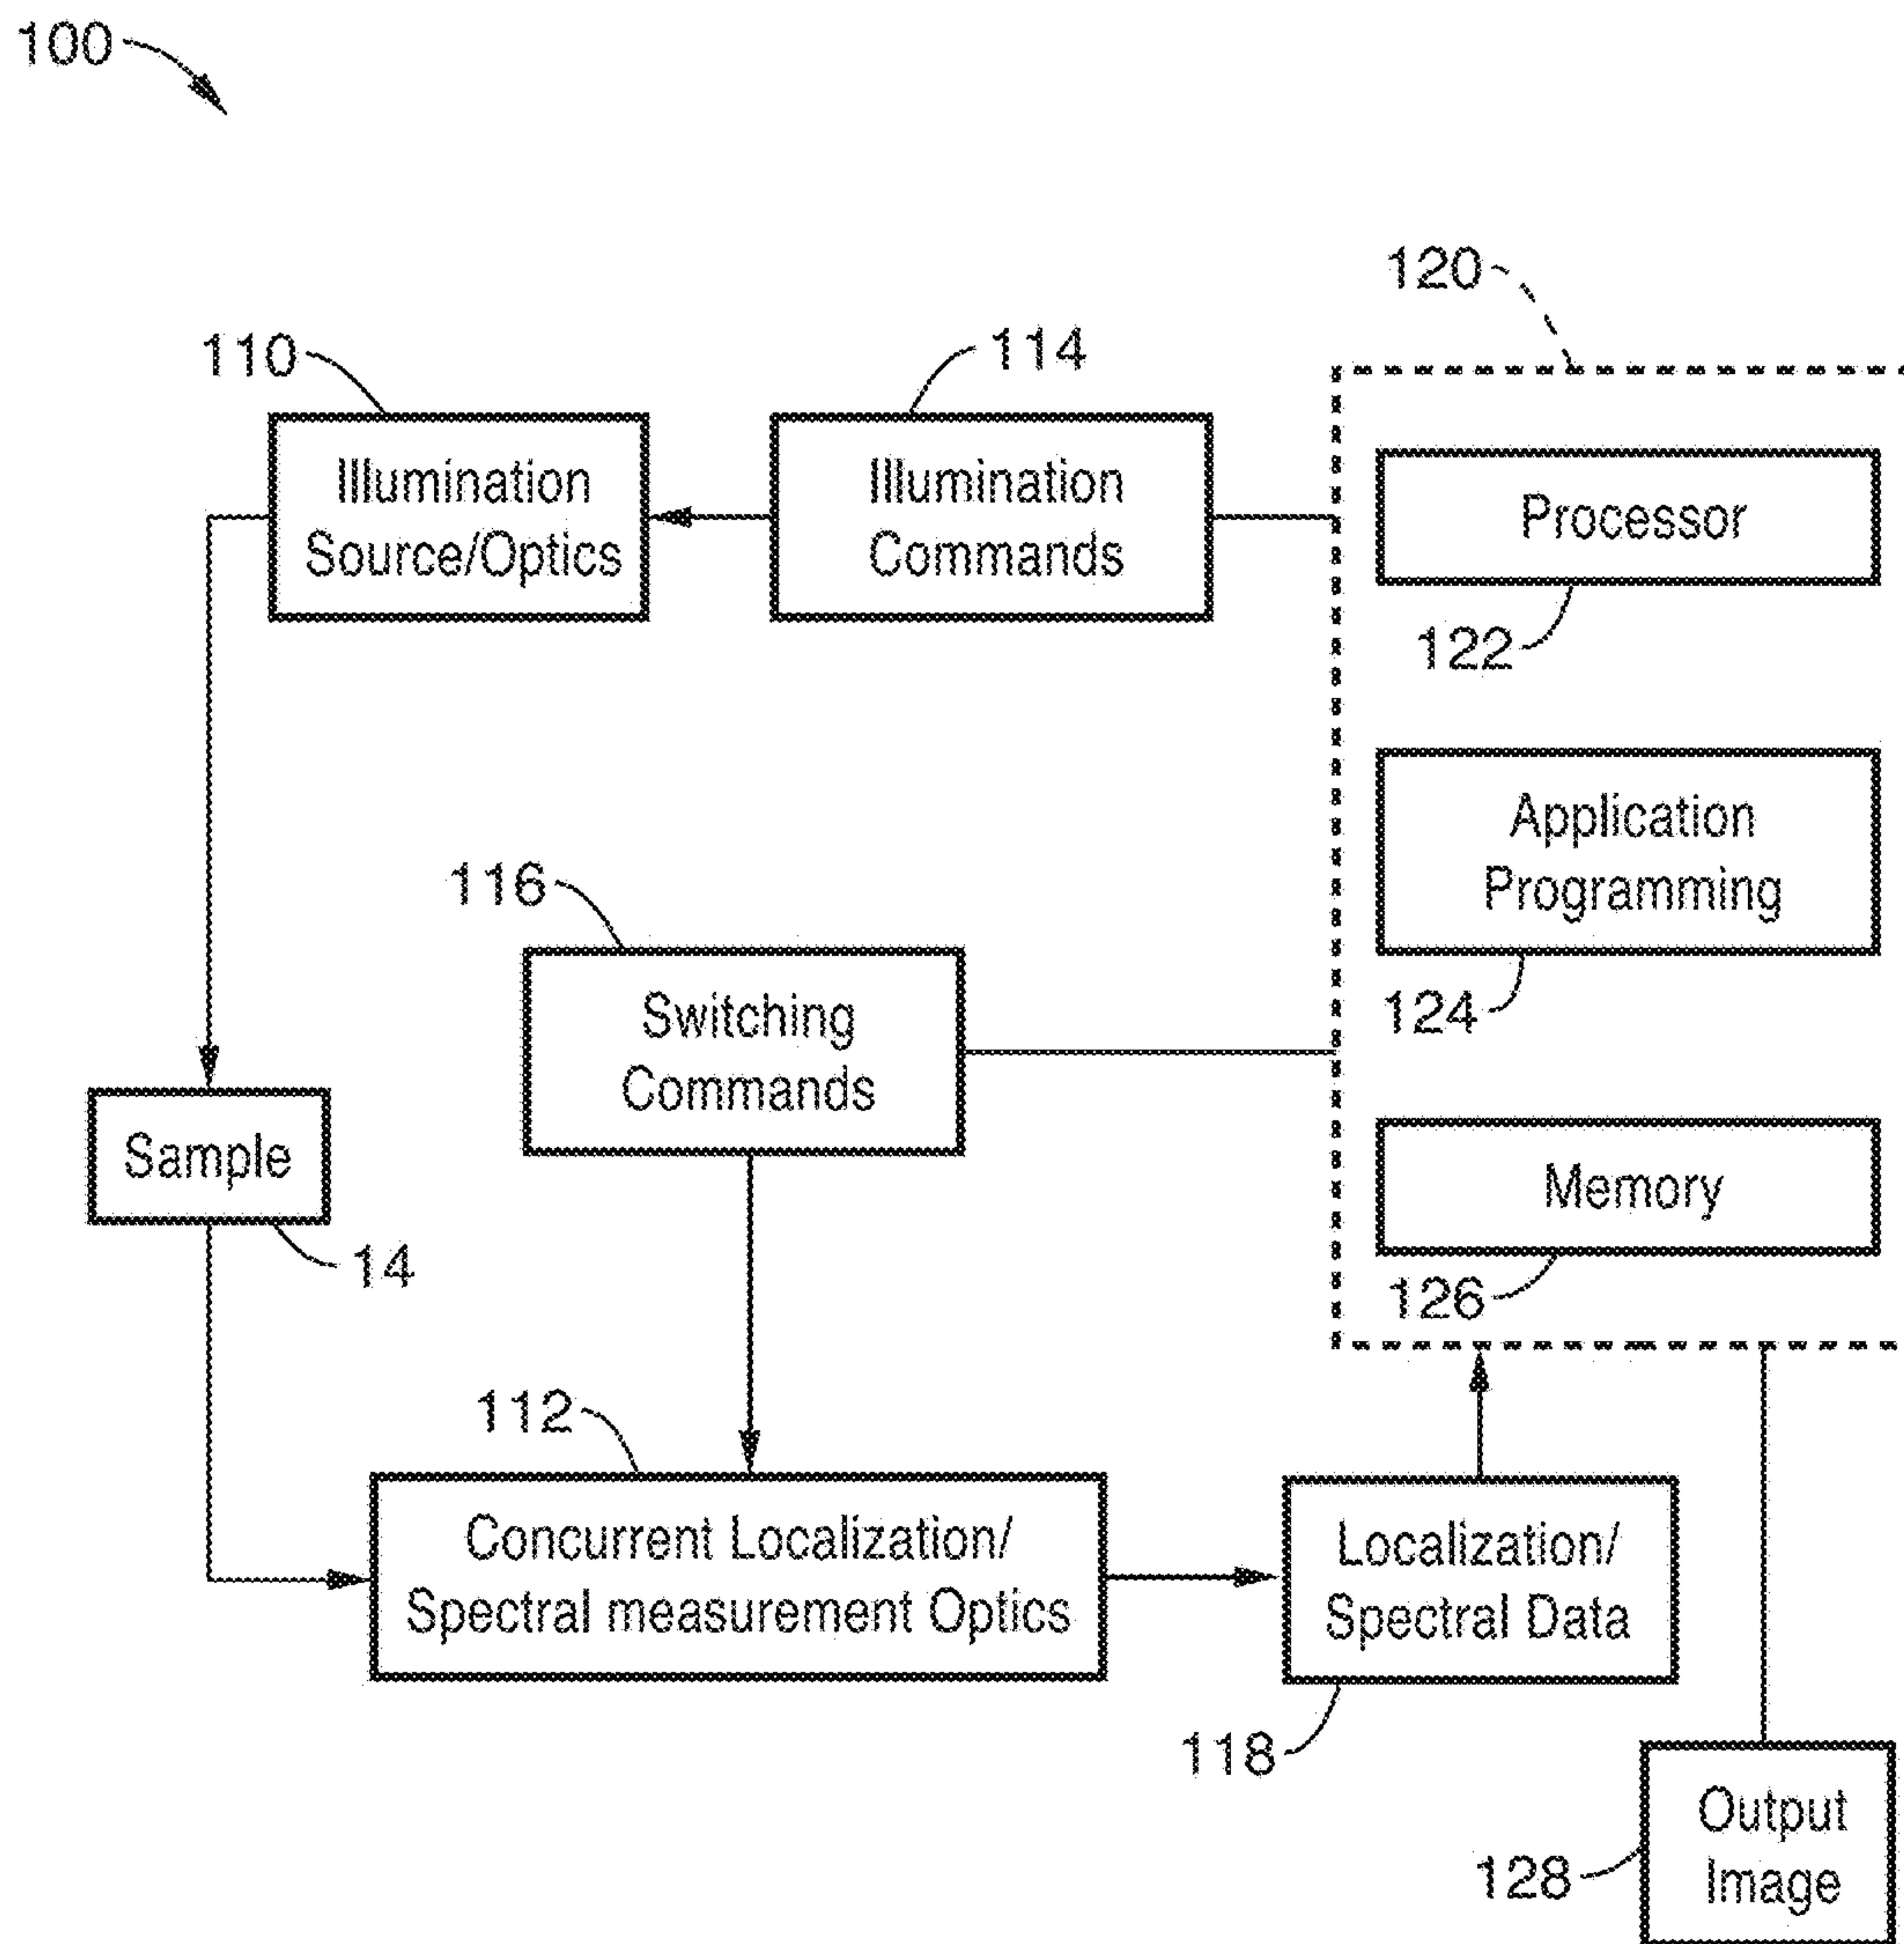 100
120
110
114
Illumination
Source/Optics
Illumination
Commands
Processor
122
Application
Programming
124
116
Switching
Commands
Sample
14
Memory
126
112
Concurrent Localization/
Spectral measurement Optics
Localization/
Spectral Data
118
Output
Image
128